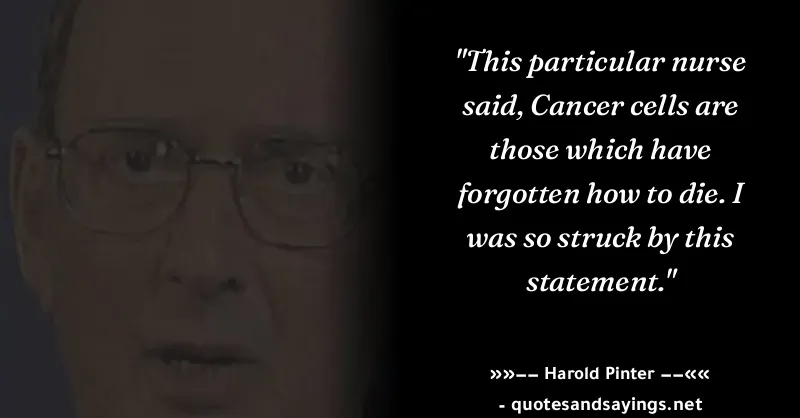 "This particular nurse
said, Cancer cells are
those which have
forgotten how to die. I
was so struck by this
statement."
»»–– Harold Pinter ––««
- quotesandsayings.net